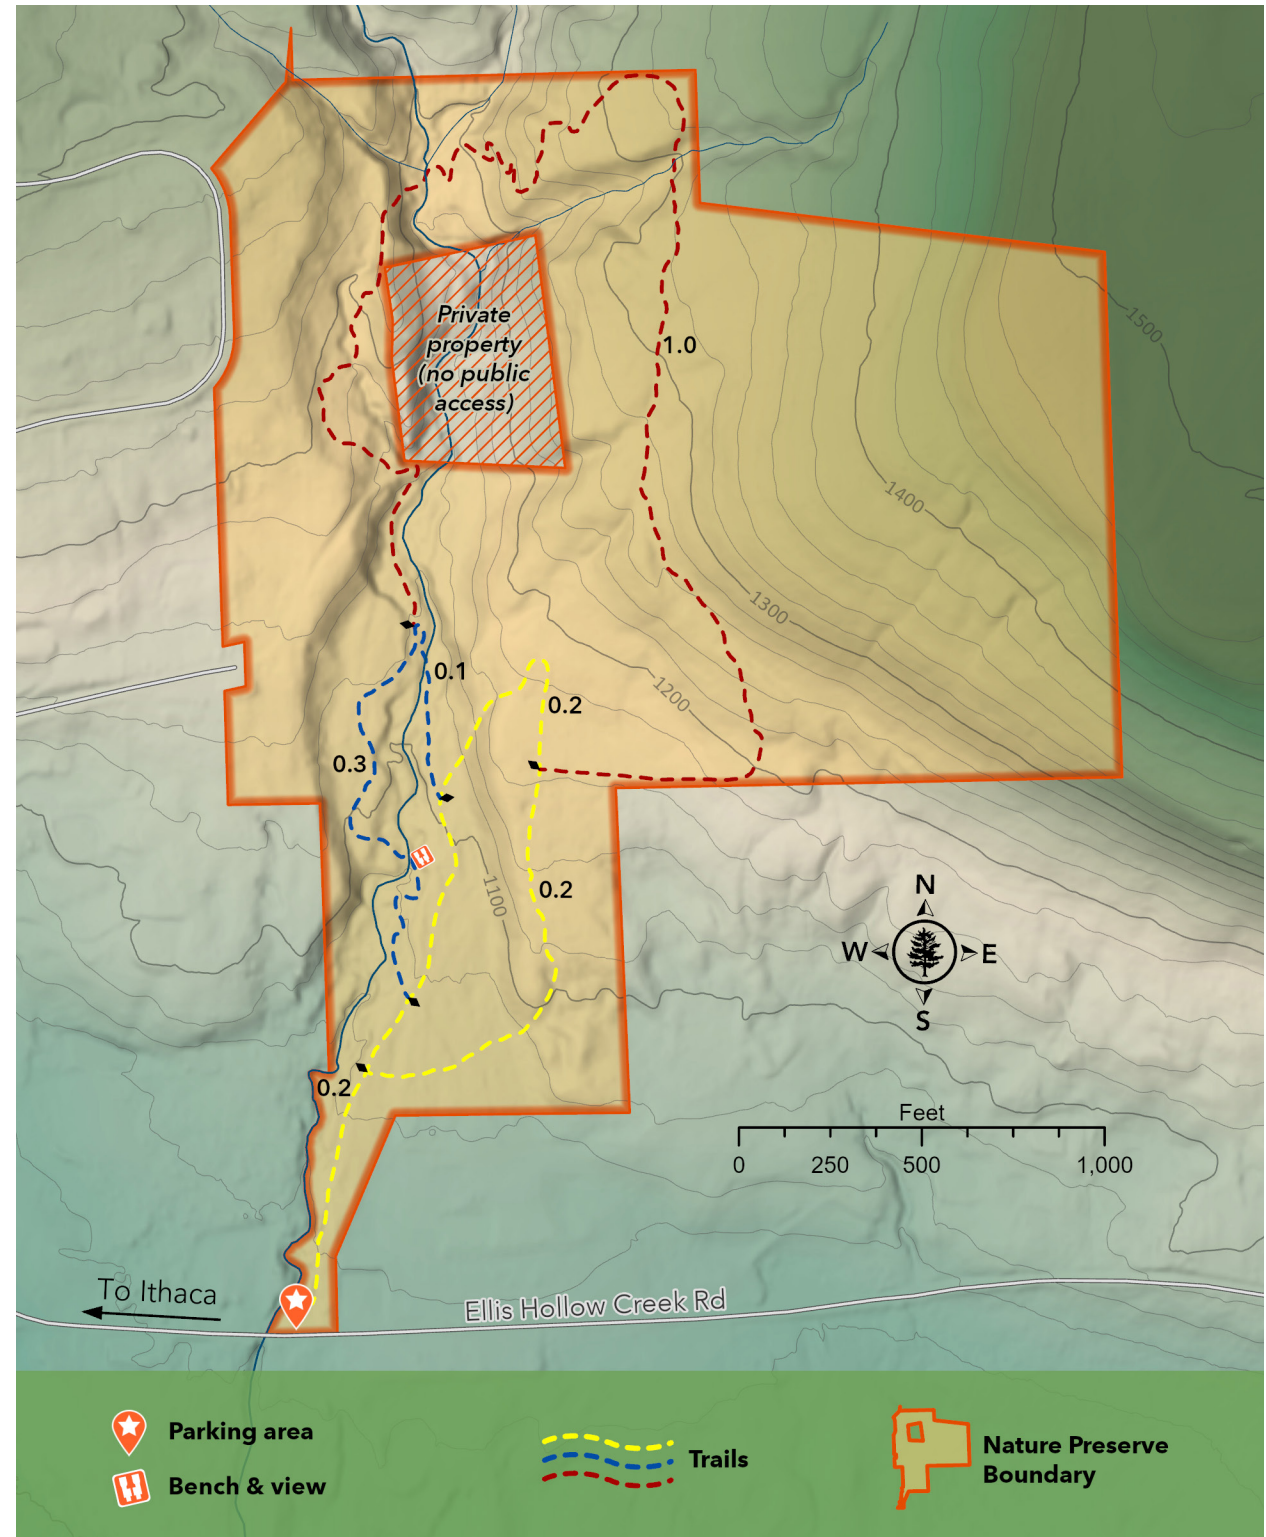 Private
property
(no public
access)
1.0
1500
1400
1300
0.1
1200
0.2
0.3
0.2
1100
N
W
E
S
0.2
Feet
0
250
500
1,000
To Ithaca
Ellis Hollow Creek Rd
Parking area
Bench & view
Trails
Nature Preserve
Boundary